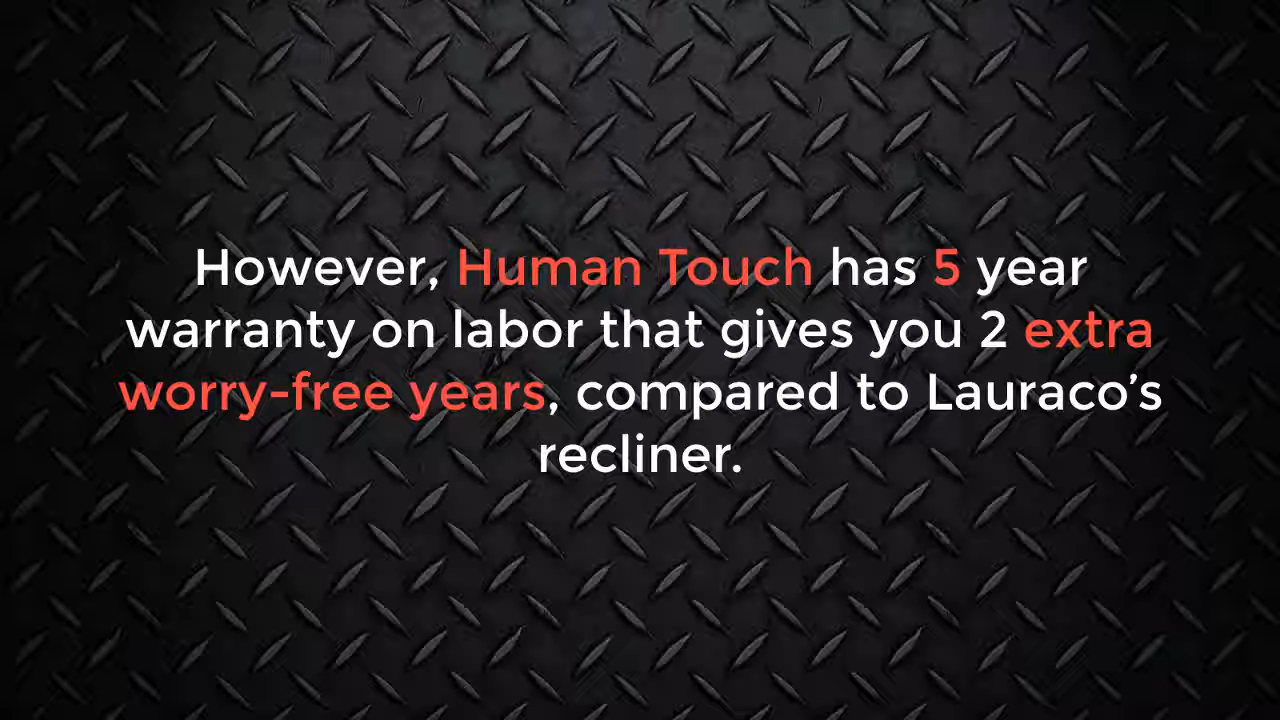 However, Human Touch has 5 year
warranty on labor that gives you 2 extra
worry-free years, compared to Lauraco’s
recliner.